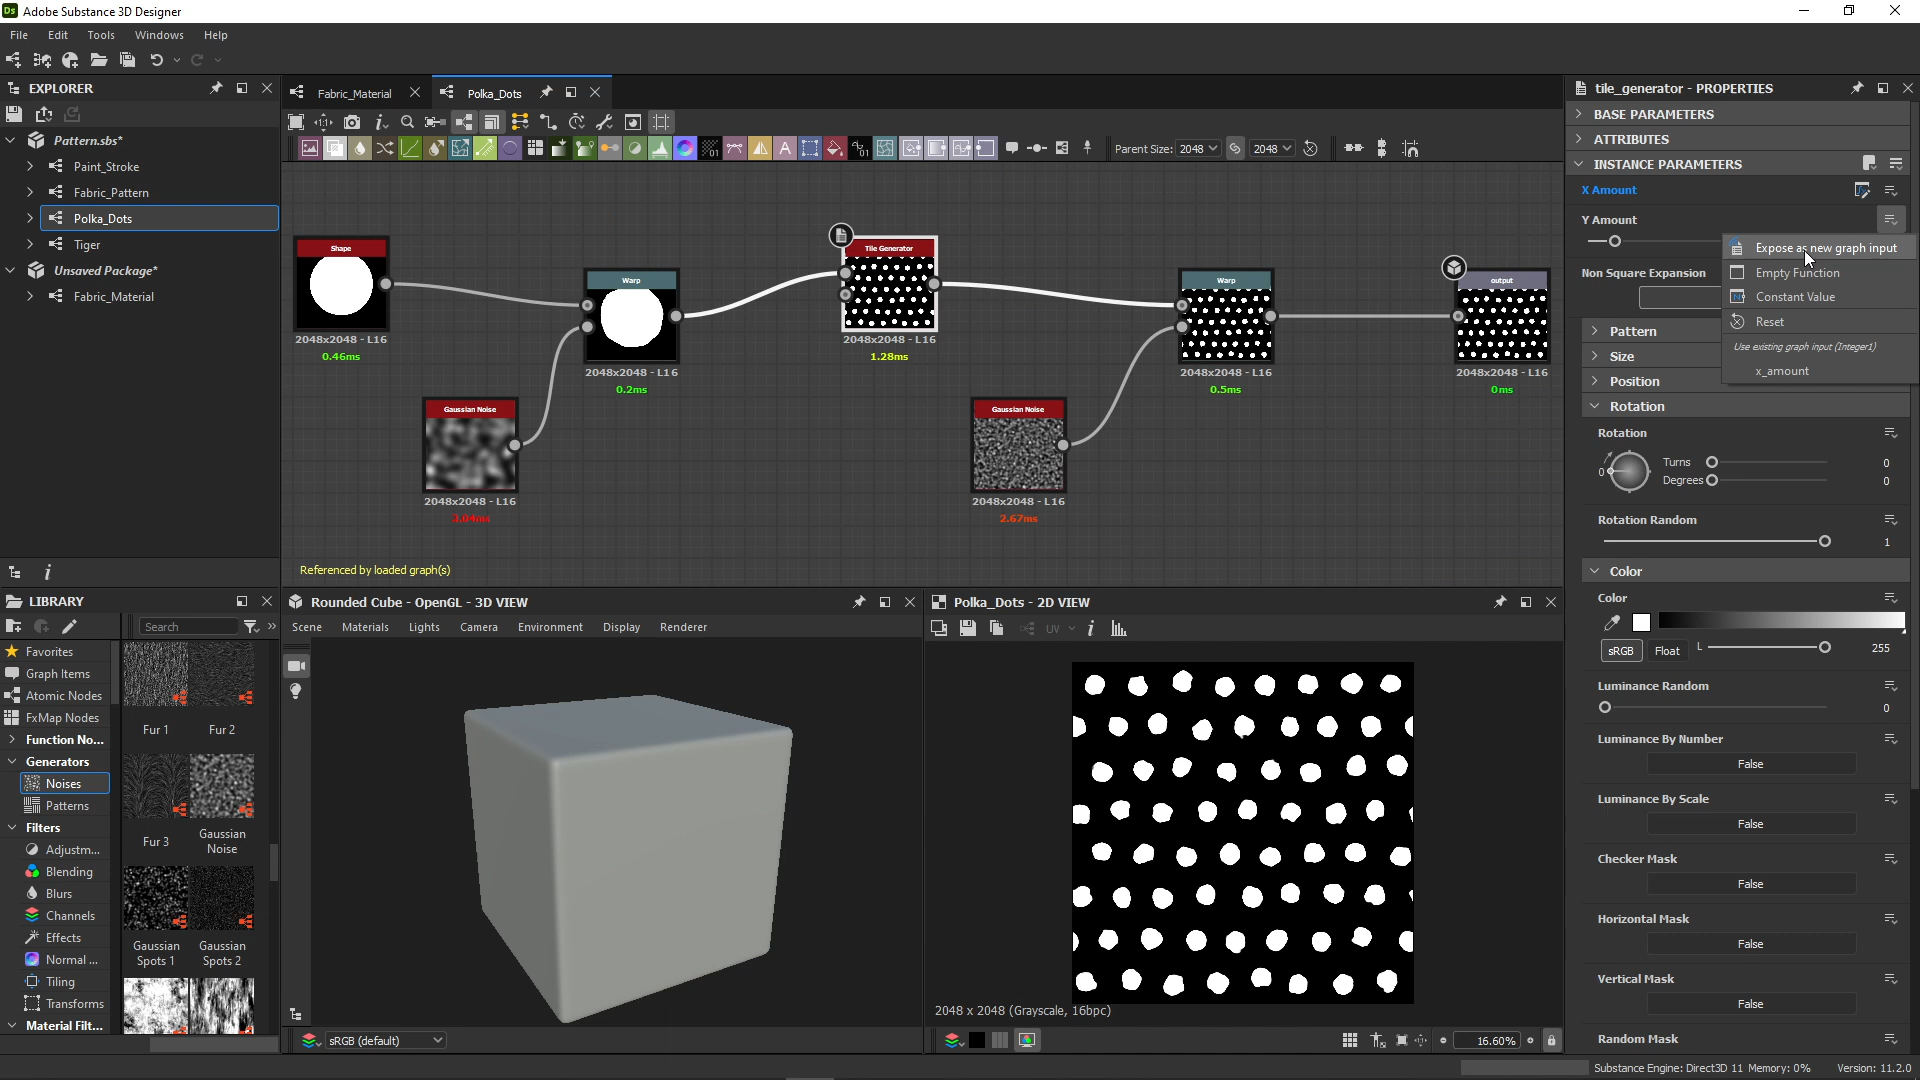 Ds Adobe Substance 3D Designer
File Edit Tools Windows Help
EXPLORER
Pattern.sbs*
Paint_Stroke
Fabric_Pattern
Polka_Dots
Tiger
Unsaved Package*
Fabric_Material
Fabric_Material
Polka_Dots
Parent Size: 2048 2048
Shape
2048x2048 - L16
0.46ms
Warp
2048x2048 - L16
0.2ms
Tile Generator
2048x2048 - L16
1.28ms
Warp
2048x2048 - L16
0.5ms
output
2048x2048 - L16
0ms
Gaussian Noise
2048x2048 - L16
3.04ms
Gaussian Noise
2048x2048 - L16
2.67ms
Referenced by loaded graph(s)
LIBRARY
Search
Favorites
Graph Items
Atomic Nodes
FxMap Nodes
Function No...
Generators
Noises
Patterns
Filters
Adjustm...
Blending
Blurs
Channels
Effects
Normal ...
Tiling
Transforms
Material Filt...
Fur 1
Fur 2
Fur 3
Gaussian Noise
Gaussian Spots 1
Gaussian Spots 2
Rounded Cube - OpenGL - 3D VIEW
Scene Materials Lights Camera Environment Display Renderer
sRGB (default)
Polka_Dots - 2D VIEW
UV
2048 x 2048 (Grayscale, 16bpc)
16.60%
tile_generator - PROPERTIES
BASE PARAMETERS
ATTRIBUTES
INSTANCE PARAMETERS
X Amount
Y Amount
Non Square Expansion
Expose as new graph input
Empty Function
Constant Value
Reset
Use existing graph input (Integer1)
x_amount
Pattern
Size
Position
Rotation
Rotation
0
Turns 0
Degrees 0
Rotation Random
1
Color
Color
sRGB Float L 255
Luminance Random
0
Luminance By Number
False
Luminance By Scale
False
Checker Mask
False
Horizontal Mask
False
Vertical Mask
False
Random Mask
Substance Engine: Direct3D 11 Memory: 0% Version: 11.2.0